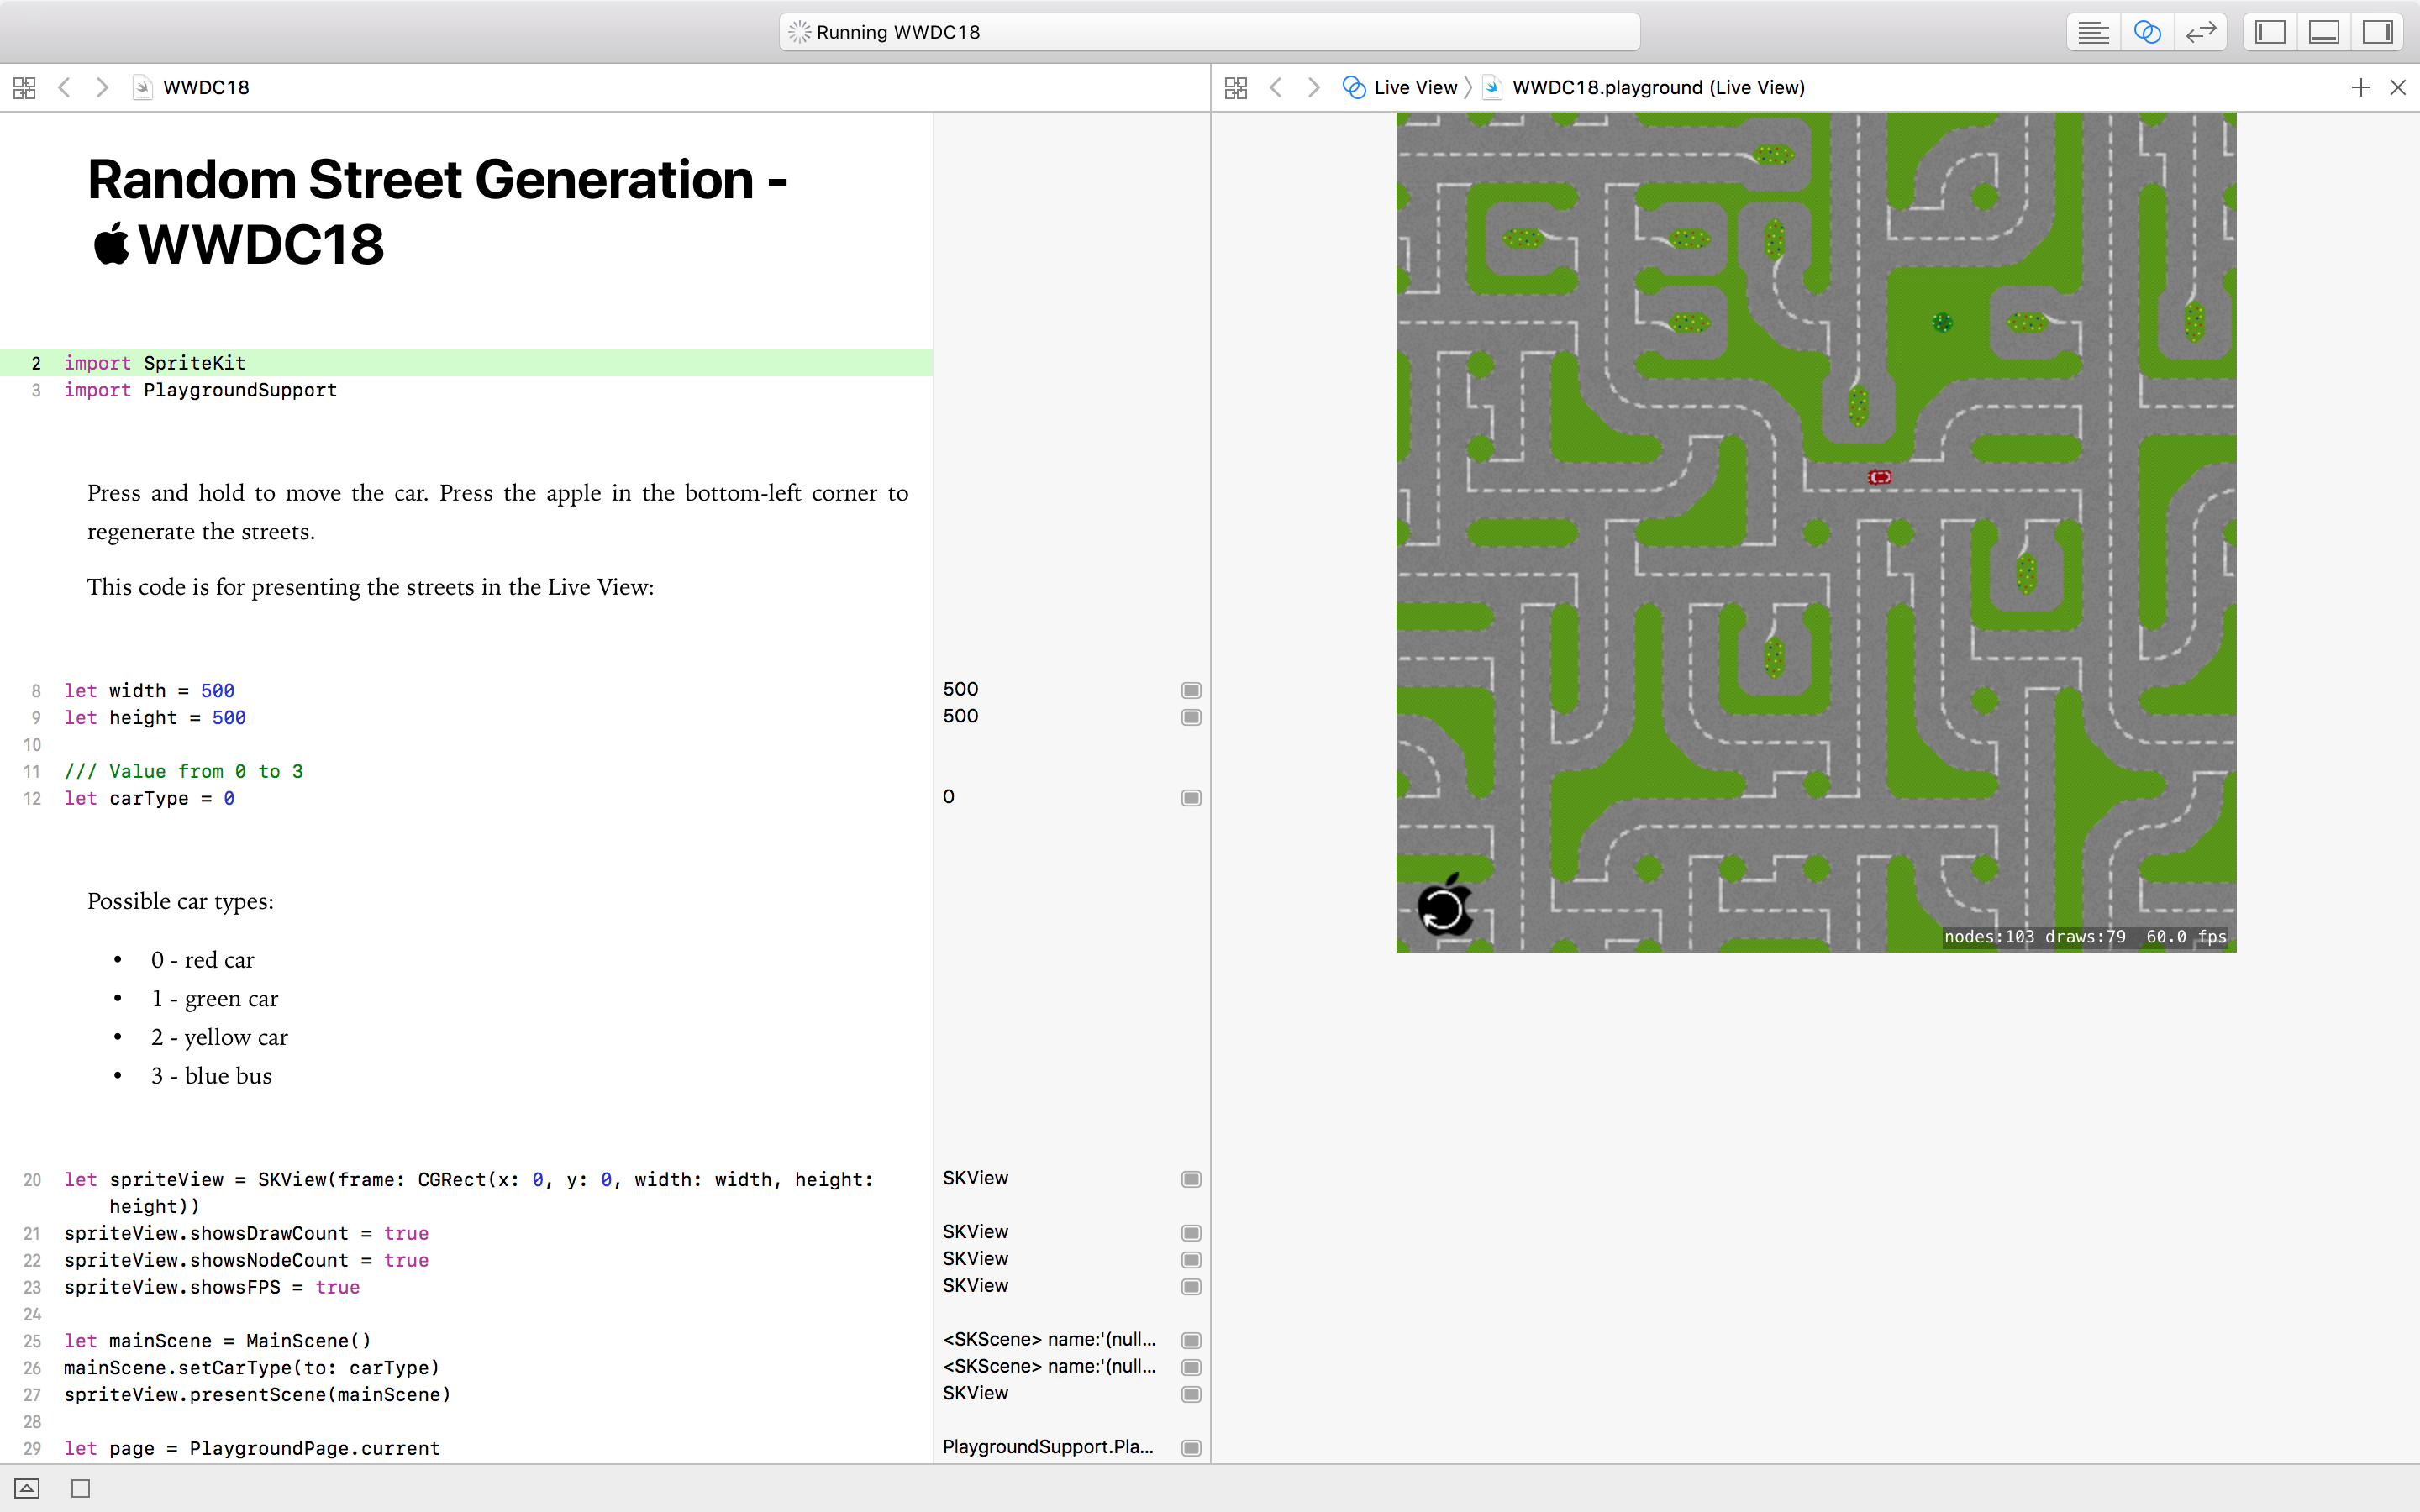 Running WWDC18
WWDC18
Live View
WWDC18.playground (Live View)
Random Street Generation -
WWDC18
2 import SpriteKit
3 import PlaygroundSupport
Press and hold to move the car. Press the apple in the bottom-left corner to
regenerate the streets.
This code is for presenting the streets in the Live View:
8 let width = 500
500
9 let height = 500
500
10
11 /// Value from 0 to 3
12 let carType = 0
0
Possible car types:
• 0 - red car
• 1 - green car
• 2 - yellow car
• 3 - blue bus
20 let spriteView = SKView(frame: CGRect(x: 0, y: 0, width: width, height:
height))
SKView
21 spriteView.showsDrawCount = true
SKView
22 spriteView.showsNodeCount = true
SKView
23 spriteView.showsFPS = true
SKView
24
25 let mainScene = MainScene()
<SKScene> name:'(null...
26 mainScene.setCarType(to: carType)
<SKScene> name:'(null...
27 spriteView.presentScene(mainScene)
SKView
28
29 let page = PlaygroundPage.current
PlaygroundSupport.Pla...
nodes:103 draws:79 60.0 fps